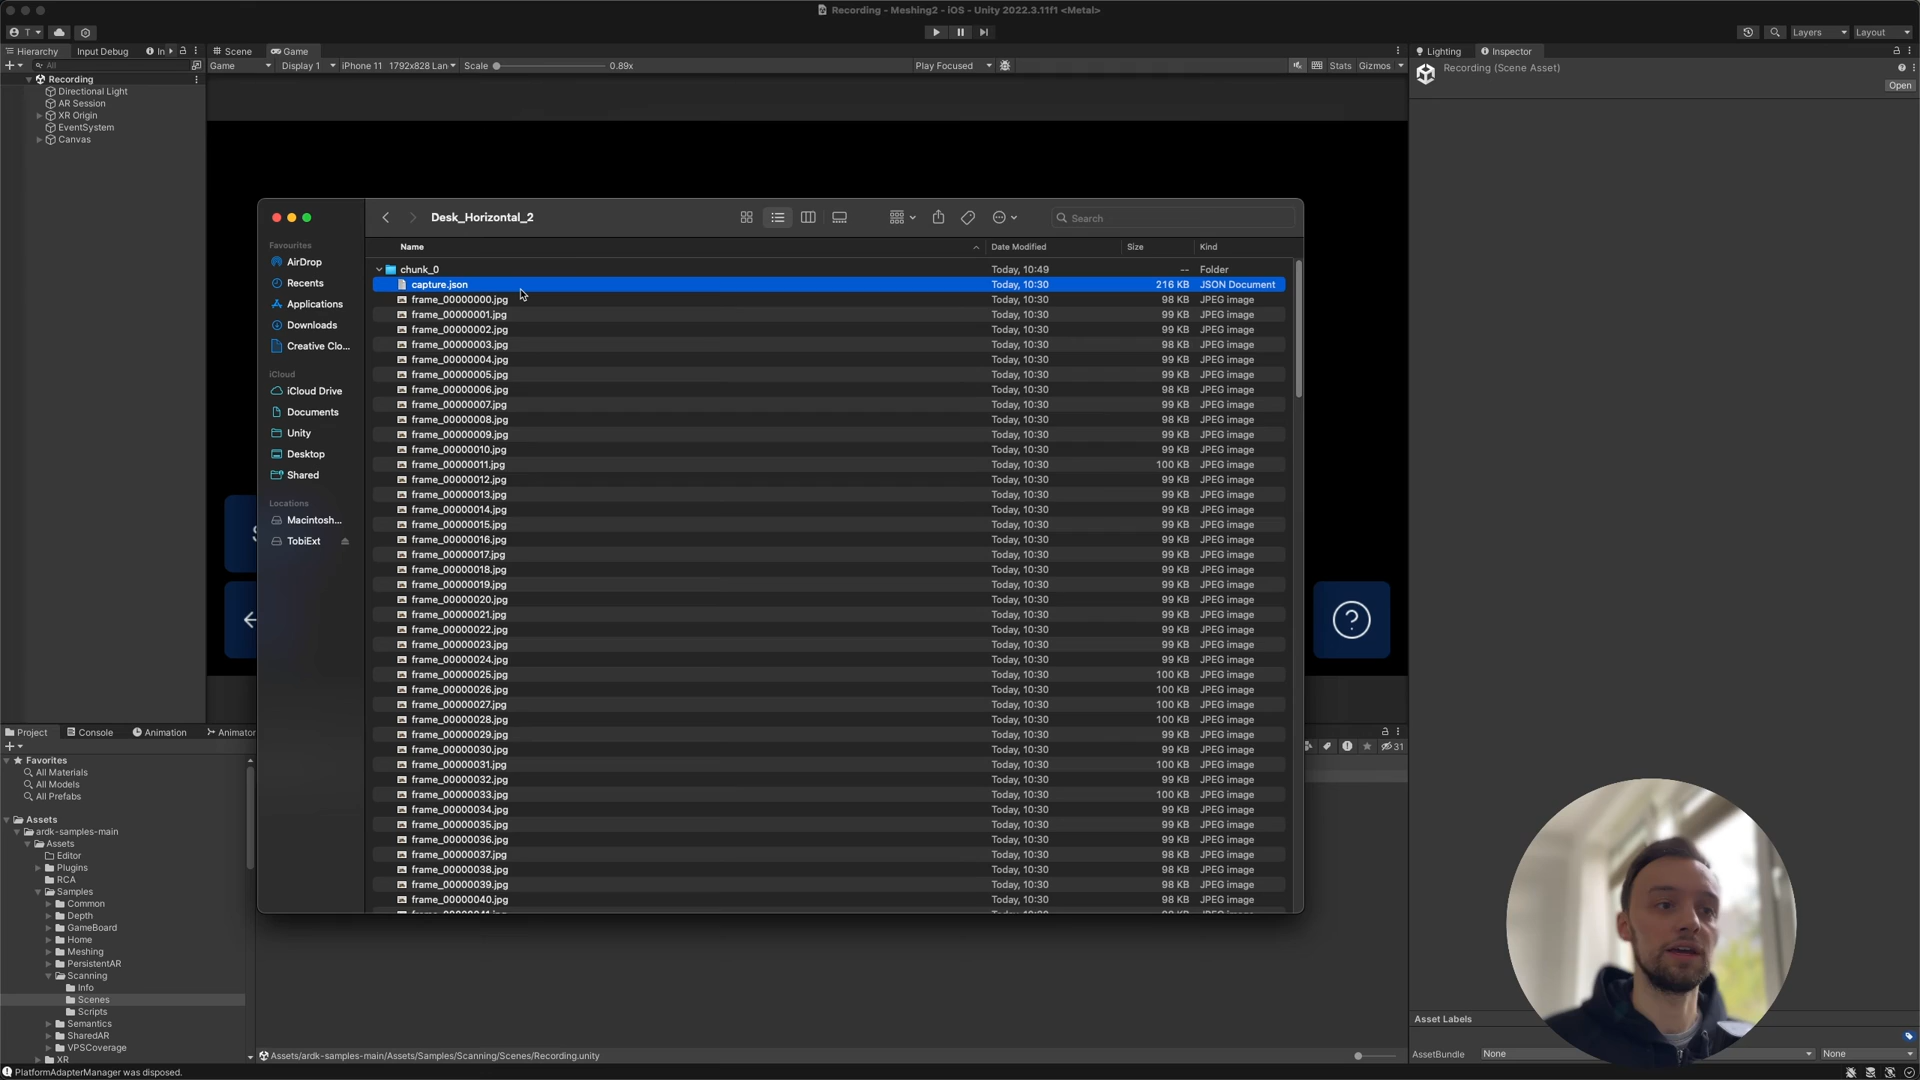 Recording - Meshing2 - iOS - Unity 2022.3.11f1 <Metal>
T
Layers
Layout
Hierarchy
Input Debug
In
Scene
Game
Lighting
Inspector
All
Game
Display 1
iPhone 11 1792x828 Lan
Scale
0.89x
Play Focused
Stats
Gizmos
Recording (Scene Asset)
Open
Recording
Directional Light
AR Session
XR Origin
EventSystem
Canvas
Desk_Horizontal_2
Search
Favourites
AirDrop
Recents
Applications
Downloads
Creative Clo...
iCloud
iCloud Drive
Documents
Unity
Desktop
Shared
Locations
Macintosh...
TobiExt
Name Date Modified Size Kind
chunk_0 Today, 10:49 -- Folder
capture.json Today, 10:30 216 KB JSON Document
frame_00000000.jpg Today, 10:30 98 KB JPEG image
frame_00000001.jpg Today, 10:30 99 KB JPEG image
frame_00000002.jpg Today, 10:30 99 KB JPEG image
frame_00000003.jpg Today, 10:30 98 KB JPEG image
frame_00000004.jpg Today, 10:30 99 KB JPEG image
frame_00000005.jpg Today, 10:30 99 KB JPEG image
frame_00000006.jpg Today, 10:30 98 KB JPEG image
frame_00000007.jpg Today, 10:30 99 KB JPEG image
frame_00000008.jpg Today, 10:30 98 KB JPEG image
frame_00000009.jpg Today, 10:30 99 KB JPEG image
frame_00000010.jpg Today, 10:30 99 KB JPEG image
frame_00000011.jpg Today, 10:30 100 KB JPEG image
frame_00000012.jpg Today, 10:30 99 KB JPEG image
frame_00000013.jpg Today, 10:30 99 KB JPEG image
frame_00000014.jpg Today, 10:30 99 KB JPEG image
frame_00000015.jpg Today, 10:30 99 KB JPEG image
frame_00000016.jpg Today, 10:30 99 KB JPEG image
frame_00000017.jpg Today, 10:30 99 KB JPEG image
frame_00000018.jpg Today, 10:30 99 KB JPEG image
frame_00000019.jpg Today, 10:30 99 KB JPEG image
frame_00000020.jpg Today, 10:30 99 KB JPEG image
frame_00000021.jpg Today, 10:30 99 KB JPEG image
frame_00000022.jpg Today, 10:30 99 KB JPEG image
frame_00000023.jpg Today, 10:30 99 KB JPEG image
frame_00000024.jpg Today, 10:30 99 KB JPEG image
frame_00000025.jpg Today, 10:30 100 KB JPEG image
frame_00000026.jpg Today, 10:30 100 KB JPEG image
frame_00000027.jpg Today, 10:30 100 KB JPEG image
frame_00000028.jpg Today, 10:30 100 KB JPEG image
frame_00000029.jpg Today, 10:30 99 KB JPEG image
frame_00000030.jpg Today, 10:30 99 KB JPEG image
frame_00000031.jpg Today, 10:30 100 KB JPEG image
frame_00000032.jpg Today, 10:30 99 KB JPEG image
frame_00000033.jpg Today, 10:30 100 KB JPEG image
frame_00000034.jpg Today, 10:30 99 KB JPEG image
frame_00000035.jpg Today, 10:30 99 KB JPEG image
frame_00000036.jpg Today, 10:30 99 KB JPEG image
frame_00000037.jpg Today, 10:30 98 KB JPEG image
frame_00000038.jpg Today, 10:30 98 KB JPEG image
frame_00000039.jpg Today, 10:30 98 KB JPEG image
frame_00000040.jpg Today, 10:30 98 KB JPEG image
?
Project
Console
Animation
Animator
31
Favorites
All Materials
All Models
All Prefabs
Assets
ardk-samples-main
Assets
Editor
Plugins
RCA
Samples
Common
Depth
GameBoard
Home
Meshing
PersistentAR
Scanning
Info
Scenes
Scripts
Semantics
SharedAR
VPSCoverage
XR
Assets/ardk-samples-main/Assets/Samples/Scanning/Scenes/Recording.unity
Asset Labels
AssetBundle
None
None
PlatformAdapterManager was disposed.